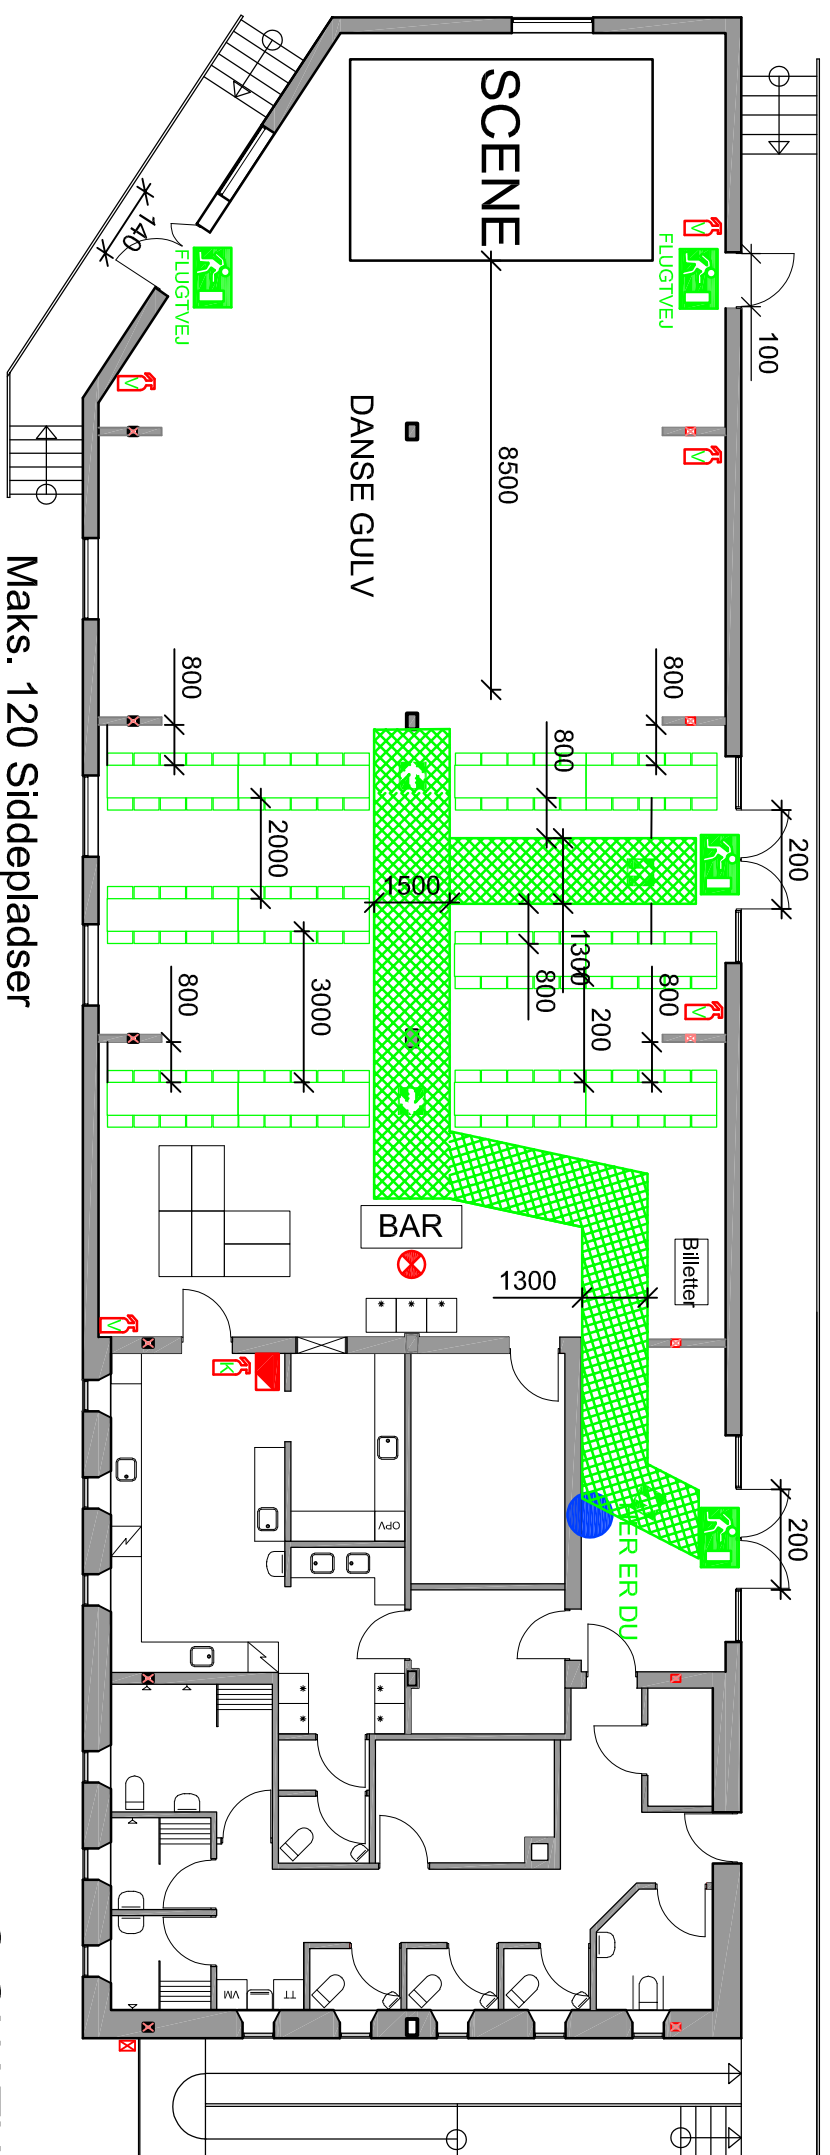 SCENE
140
FLUGTVEJ
V
FLUGTVEJ
100
V
DANSE GULV
8500
V
Maks. 120 Siddepladser
800
800
800
200
2000
1500
1300
800
3000
800
200
800
V
BAR
Billetter
1300
V
K
OPV
HER ER DU
200
VM
TT